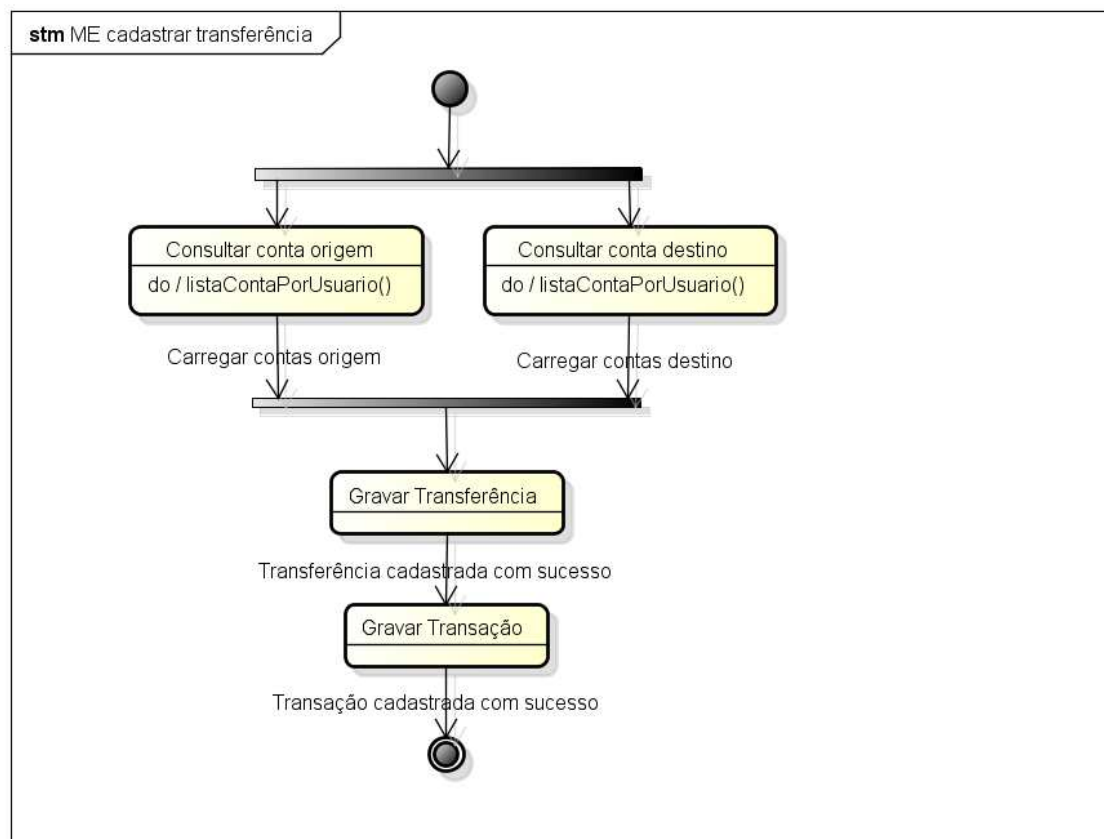 stm ME cadastrar transferência
Consultar conta origem
do / listaContaPorUsuario()
Consultar conta destino
do / listaContaPorUsuario()
Carregar contas origem
Carregar contas destino
Gravar Transferência
Transferência cadastrada com sucesso
Gravar Transação
Transação cadastrada com sucesso